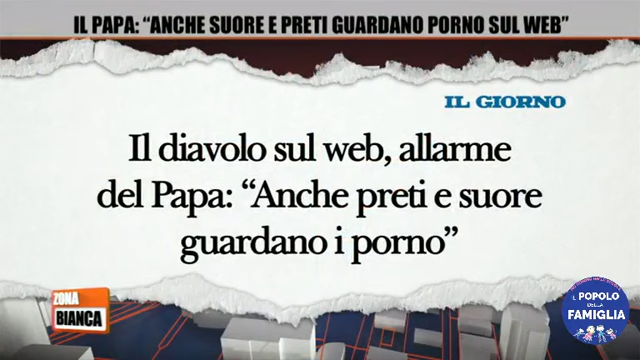 IL PAPA: “ANCHE SUORE E PRETI GUARDANO PORNO SUL WEB”
IL GIORNO
Il diavolo sul web, allarme
del Papa: “Anche preti e suore
guardano i porno”
ZONA
BIANCA
IL POPOLO
DELLA
FAMIGLIA